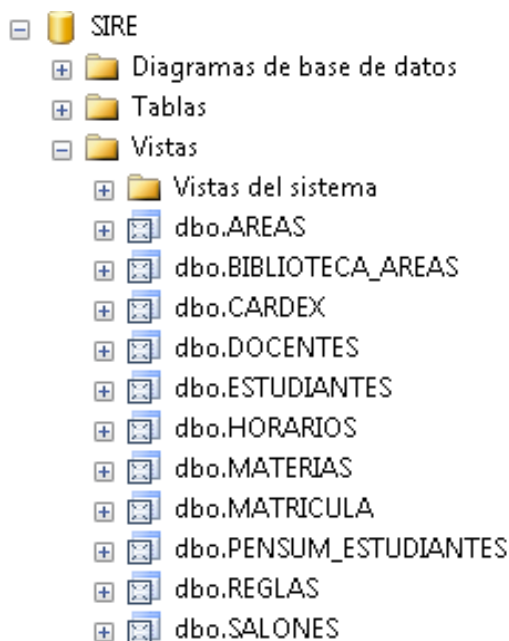 SIRE
Diagramas de base de datos
Tablas
Vistas
Vistas del sistema
dbo.AREAS
dbo.BIBLIOTECA_AREAS
dbo.CARDEX
dbo.DOCENTES
dbo.ESTUDIANTES
dbo.HORARIOS
dbo.MATERIAS
dbo.MATRICULA
dbo.PENSUM_ESTUDIANTES
dbo.REGLAS
dbo.SALONES